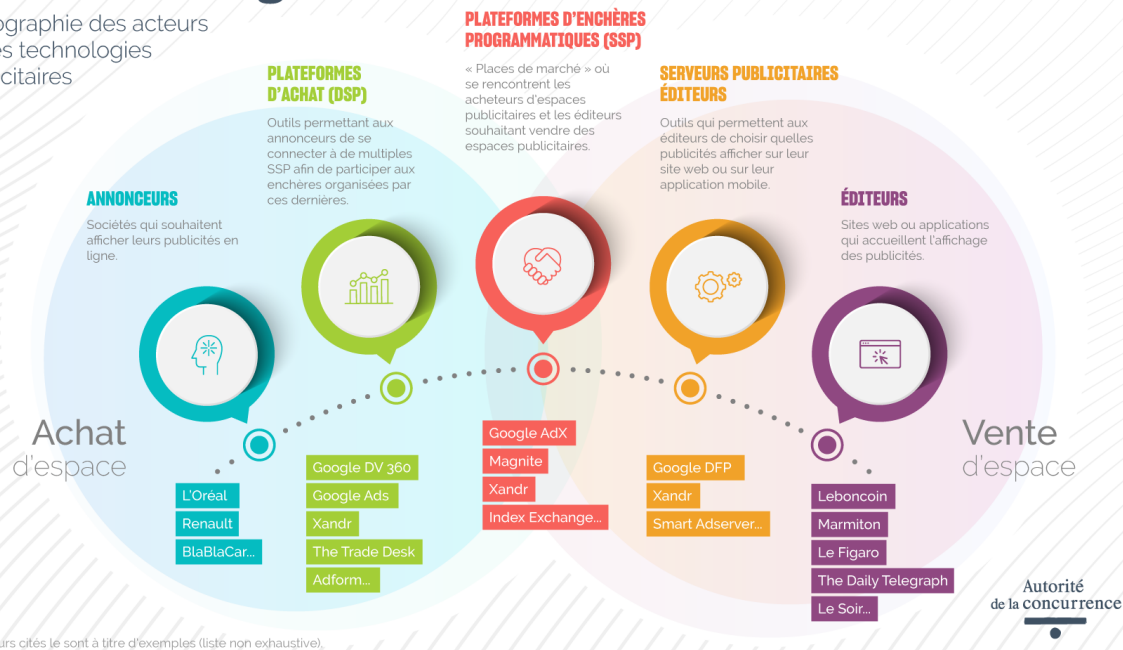 ographie des acteurs
es technologies
icitaires
PLATEFORMES D'ENCHÈRES
PROGRAMMATIQUES (SSP)
« Places de marché » où
se rencontrent les
acheteurs d'espaces
publicitaires et les éditeurs
souhaitant vendre des
espaces publicitaires.
PLATEFORMES
D'ACHAT (DSP)
Outils permettant aux
annonceurs de se
connecter à de multiples
SSP afin de participer aux
enchères organisées par
ces dernières.
SERVEURS PUBLICITAIRES
ÉDITEURS
Outils qui permettent aux
éditeurs de choisir quelles
publicités afficher sur leur
site web ou sur leur
application mobile.
ANNONCEURS
Sociétés qui souhaitent
afficher leurs publicités en
ligne.
ÉDITEURS
Sites web ou applications
qui accueillent l'affichage
des publicités.
Achat
d'espace
L'Oréal
Renault
BlaBlaCar...
Google DV 360
Google Ads
Xandr
The Trade Desk
Adform...
Google AdX
Magnite
Xandr
Index Exchange...
Google DFP
Xandr
Smart Adserver...
Leboncoin
Marmiton
Le Figaro
The Daily Telegraph
Le Soir...
Vente
d'espace
Autorité
de la concurrence
urs cités le sont à titre d'exemples (liste non exhaustive).